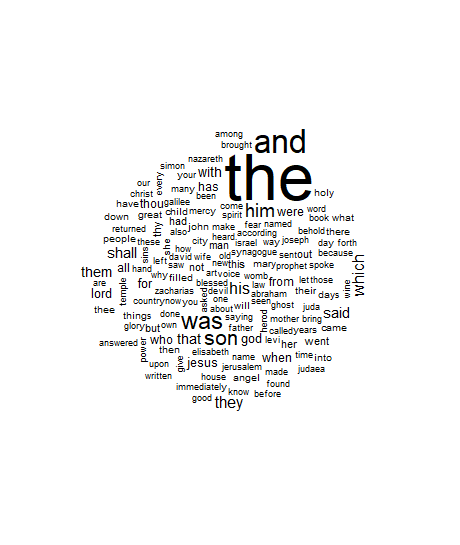 among
brought and
nazareth
simon
your with the
our every many has been holy
christ
have thou galilee child mercy come spirit him were word book what
down great
returned thy had also john make fear named
people these she how city heard according behold there
man israel way joseph day forth
shall sins left david wife old synagogue sent out because
them all hand saw not new this mary prophet spoke which
are why filled art voice womb from let those
lord temple for zacharias blessed devil his law abraham their days wine
country now you asked one will seen ghost juda
thee things done about saying herod mother bring said
glory but own was father called years came
answered power who that son god levi her went
then elisabeth name when time into
upon give jesus jerusalem made judaea
written house angel
immediately know found
good they before